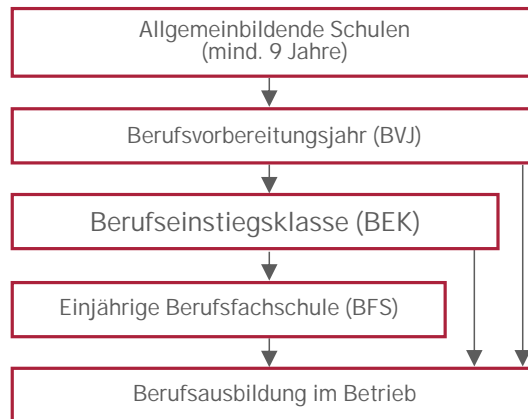 Allgemeinbildende Schulen
(mind. 9 Jahre)
Berufsvorbereitungsjahr (BVJ)
Berufseinstiegsklasse (BEK)
Einjährige Berufsfachschule (BFS)
Berufsausbildung im Betrieb